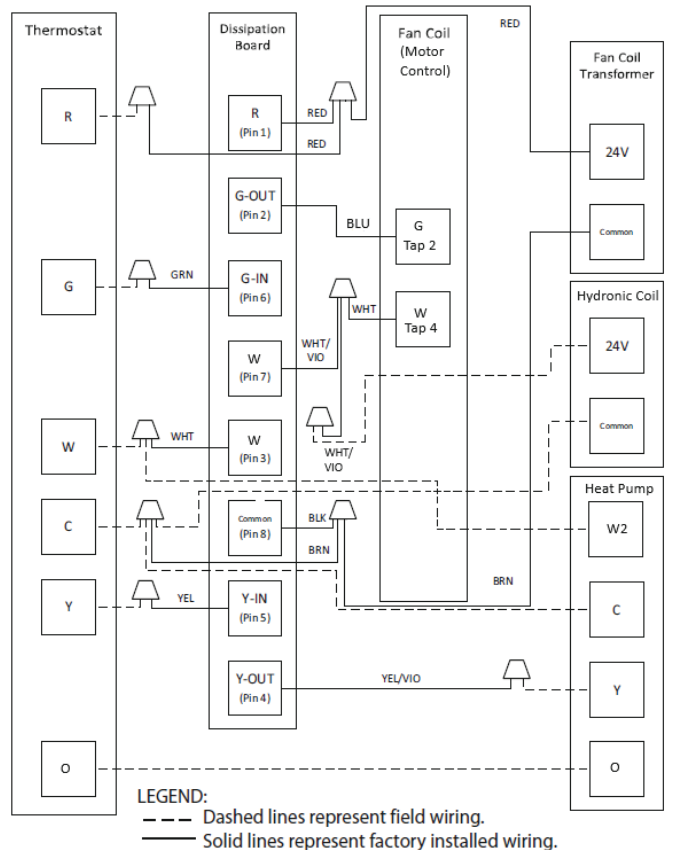 Thermostat
R
G
W
C
Y
O
Dissipation
Board
R
(Pin 1)
G-OUT
(Pin 2)
G-IN
(Pin 6)
W
(Pin 7)
W
(Pin 3)
Common
(Pin 8)
Y-IN
(Pin 5)
Y-OUT
(Pin 4)
RED
RED
GRN
WHT
YEL
BLU
WHT
WHT/
VIO
WHT/
VIO
BLK
BRN
YEL/VIO
Fan Coil
(Motor
Control)
G
Tap 2
W
Tap 4
RED
BRN
Fan Coil
Transformer
24V
Common
Hydronic Coil
24V
Common
Heat Pump
W2
C
Y
O
LEGEND:
Dashed lines represent field wiring.
Solid lines represent factory installed wiring.